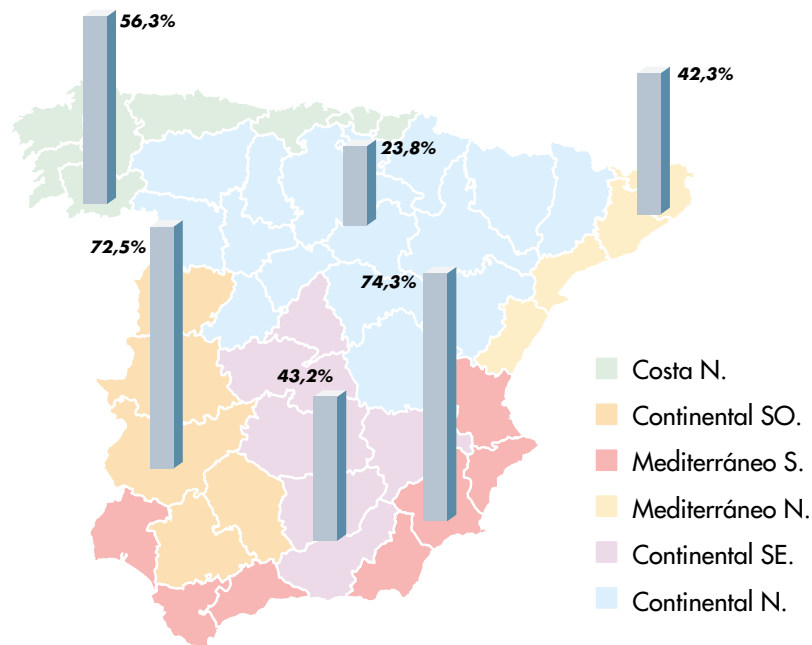 56,3%
42,3%
23,8%
72,5%
74,3%
43,2%
Costa N.
Continental SO.
Mediterráneo S.
Mediterráneo N.
Continental SE.
Continental N.